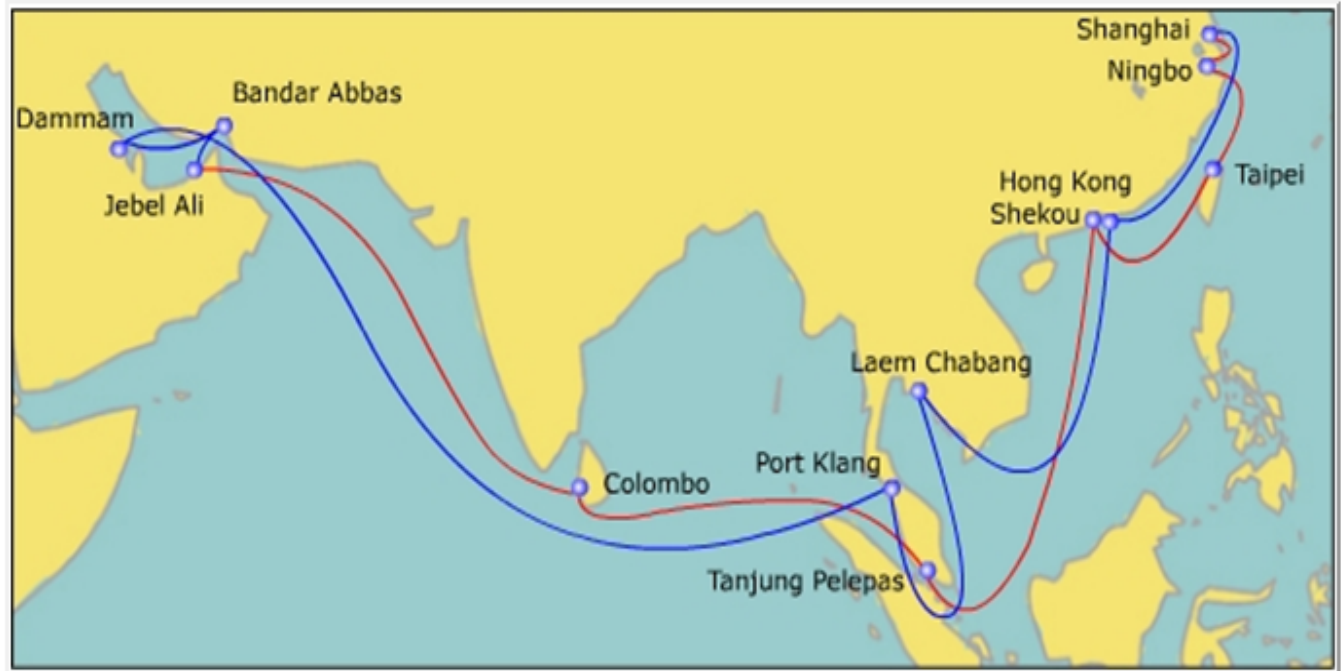 Shanghai
Ningbo
Bandar Abbas
Dammam
Taipei
Hong Kong
Shekou
Jebel Ali
Laem Chabang
Port Klang
Colombo
Tanjung Pelepas